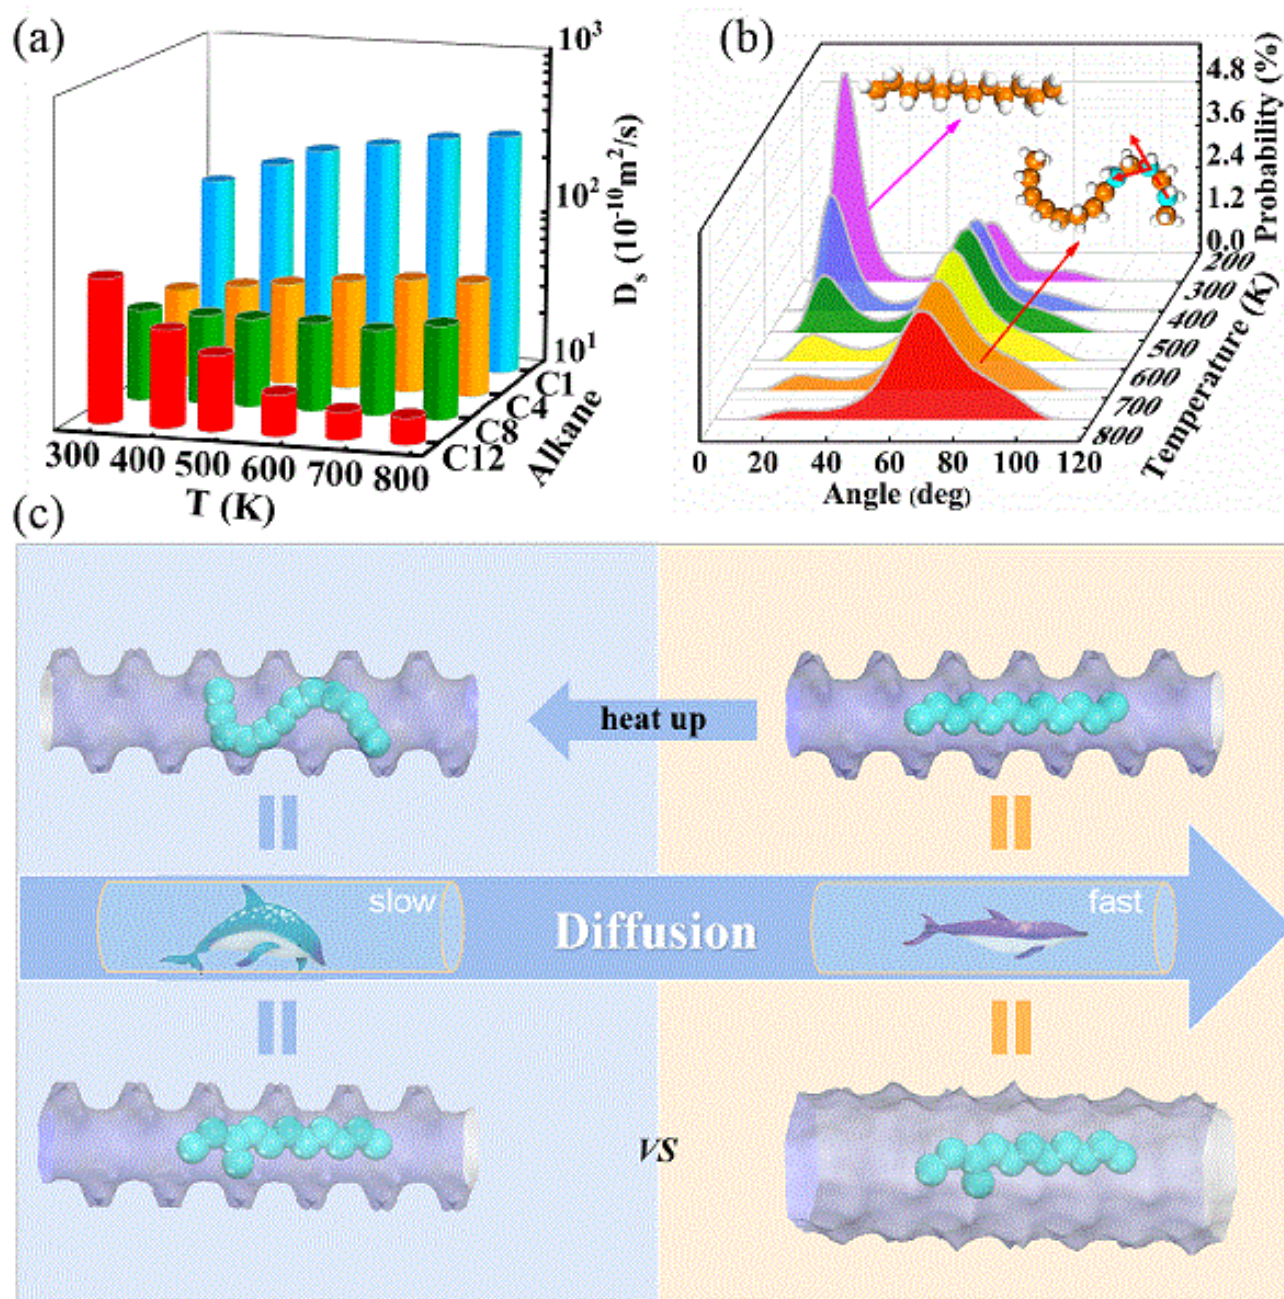 (a)
10³
10²
10¹
Dₛ (10⁻¹⁰m²/s)
C1
C4
C8
C12
Alkane
300 400 500 600 700 800
T (K)
(b)
4.8
3.6
2.4
1.2
0.0
Probability (%)
200
300
400
500
600
700
800
Temperature (K)
0 20 40 60 80 100 120
Angle (deg)
(c)
heat up
slow
Diffusion
fast
VS